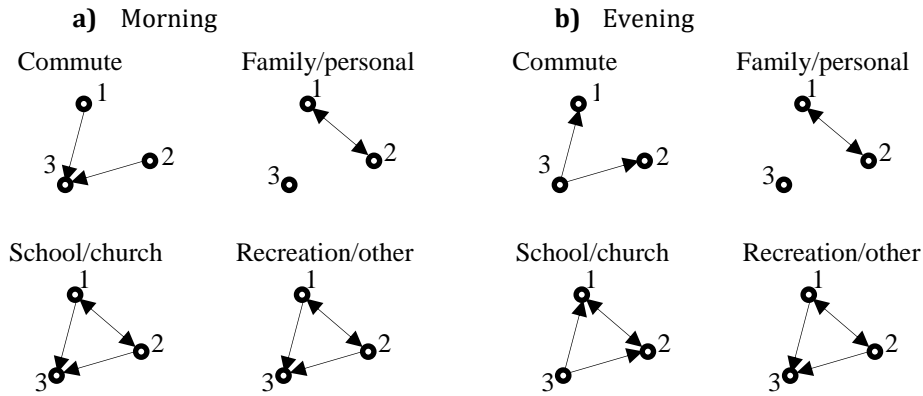 a) Morning
b) Evening
Commute
Family/personal
Commute
Family/personal
1
1
1
1
2
2
2
2
3
3
3
3
School/church
Recreation/other
School/church
Recreation/other
1
1
1
1
2
2
2
2
3
3
3
3